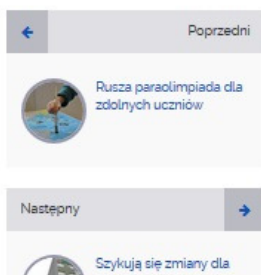 Poprzedni
Rusza paraolimpiada dla
zdolnych uczniów
Następny
Szykują się zmiany dla